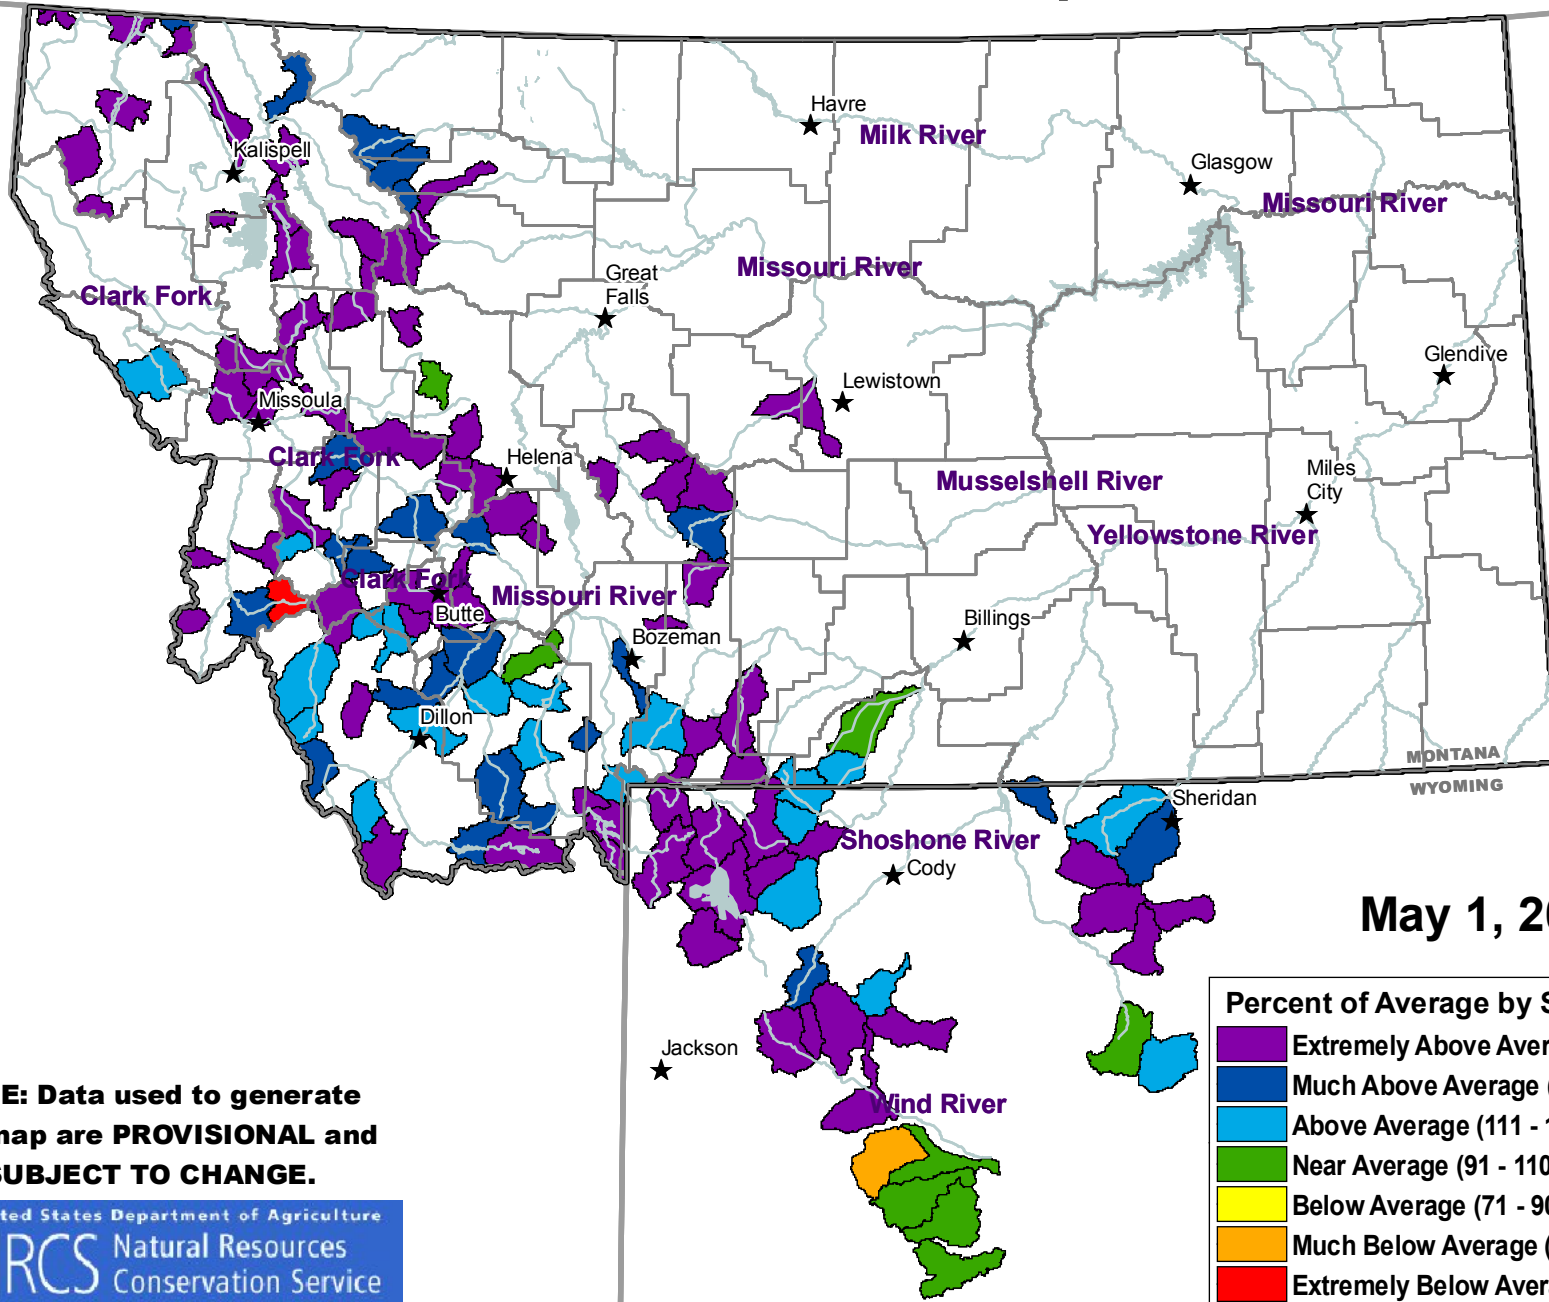 Havre
Milk River
Kalispell
Glasgow
Missouri River
Missouri River
Great
Falls
Clark Fork
Glendive
Lewistown
Missoula
Clark Fork
Helena
Miles
City
Musselshell River
Yellowstone River
Clark Fork
Missouri River
Butte
Billings
Bozeman
Dillon
MONTANA
WYOMING
Sheridan
Shoshone River
Cody
May 1, 20
Jackson
Wind River
Percent of Average by S
Extremely Above Aver
Much Above Average (
Above Average (111 - 1
Near Average (91 - 110
Below Average (71 - 90
Much Below Average (
Extremely Below Avera
E: Data used to generate
map are PROVISIONAL and
SUBJECT TO CHANGE.
ted States Department of Agriculture
RCS
Natural Resources
Conservation Service